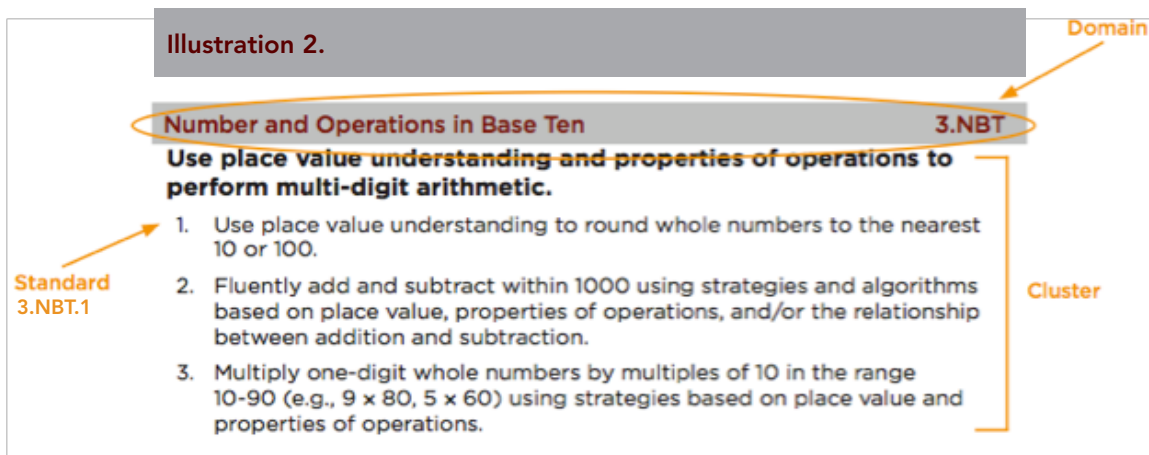 Domain
Illustration 2.
Number and Operations in Base Ten 3.NBT
Use place value understanding and properties of operations to
perform multi-digit arithmetic.
1. Use place value understanding to round whole numbers to the nearest
10 or 100.
Standard
3.NBT.1
2. Fluently add and subtract within 1000 using strategies and algorithms
based on place value, properties of operations, and/or the relationship
between addition and subtraction.
Cluster
3. Multiply one-digit whole numbers by multiples of 10 in the range
10-90 (e.g., 9 × 80, 5 × 60) using strategies based on place value and
properties of operations.